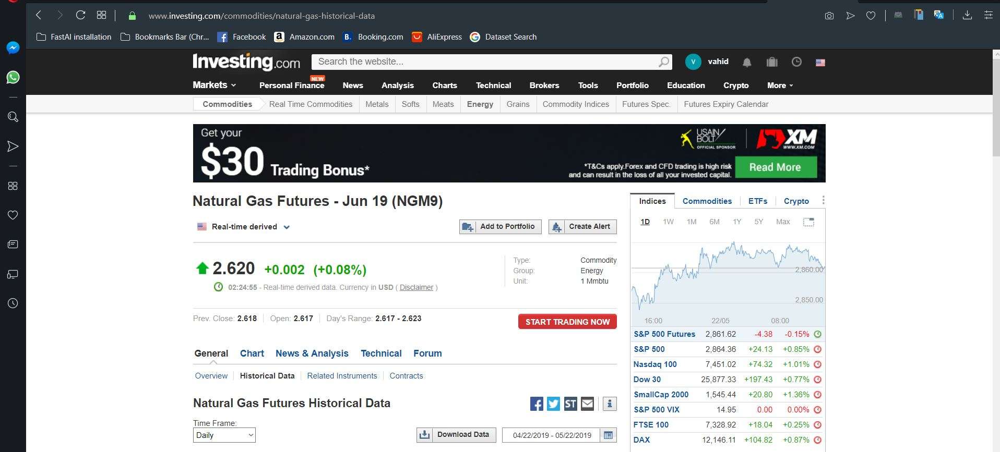 www.investing.com/commodities/natural-gas-historical-data
FastAI installation Bookmarks Bar (Chr... Facebook Amazon.com B. Booking.com AliExpress Dataset Search
Investing.com Search the website... V vahid
Markets Personal Finance NEW News Analysis Charts Technical Brokers Tools Portfolio Education Crypto More
Commodities Real Time Commodities Metals Softs Meats Energy Grains Commodity Indices Futures Spec. Futures Expiry Calendar
Get your
$30 Trading Bonus*
USAIN BOLT OFFICIAL SPONSOR XM WWW.XM.COM
*T&Cs apply.Forex and CFD trading is high risk
and can result in the loss of all your invested capital.
Read More
Natural Gas Futures - Jun 19 (NGM9)
Real-time derived Add to Portfolio Create Alert
2.620 +0.002 (+0.08%)
02:24:55 - Real-time derived data. Currency in USD ( Disclaimer )
Type: Commodity
Group: Energy
Unit: 1 Mmbtu
Prev. Close: 2.618 Open: 2.617 Day's Range: 2.617 - 2.623
START TRADING NOW
General Chart News & Analysis Technical Forum
Overview Historical Data Related Instruments Contracts
Natural Gas Futures Historical Data ST
Time Frame:
Daily Download Data 04/22/2019 - 05/22/2019
Indices Commodities ETFs Crypto
1D 1W 1M 6M 1Y 5Y Max
2,860.00
2,850.00
16:00 22/05 08:00
S&P 500 Futures 2,861.62 -4.38 -0.15%
S&P 500 2,864.36 +24.13 +0.85%
Nasdaq 100 7,451.02 +74.32 +1.01%
Dow 30 25,877.33 +197.43 +0.77%
SmallCap 2000 1,545.44 +20.80 +1.36%
S&P 500 VIX 14.95 0.00 0.00%
FTSE 100 7,328.92 +18.04 +0.25%
DAX 12,146.11 +104.82 +0.87%